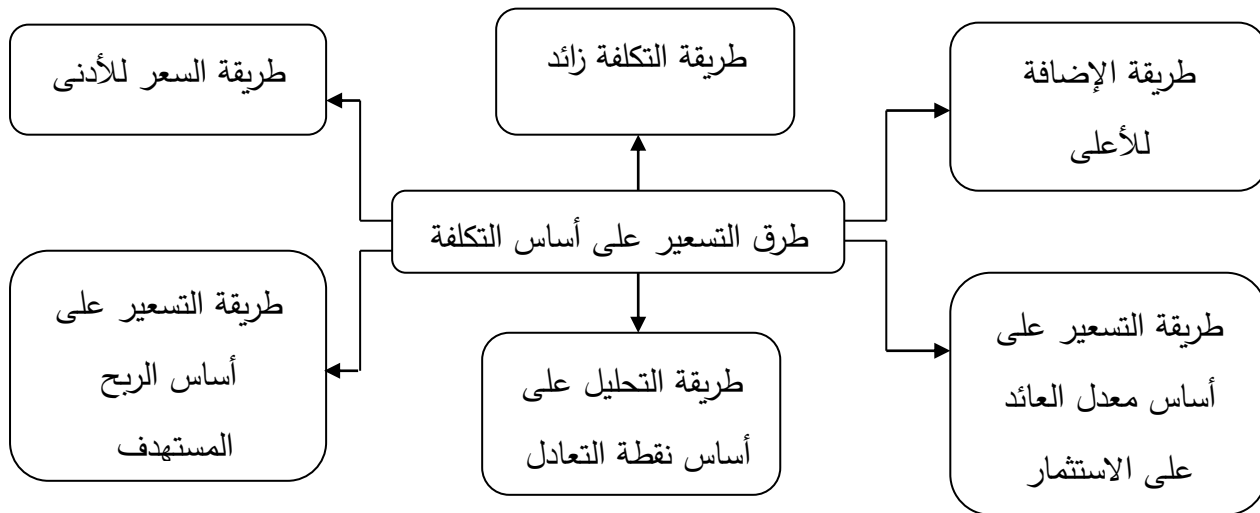 طريقة الإضافة
للأعلى
طريقة التكلفة زائد
طريقة السعر للأدنى
طرق التسعير على أساس التكلفة
طريقة التسعير على
أساس معدل العائد
على الاستثمار
طريقة التحليل على
أساس نقطة التعادل
طريقة التسعير على
أساس الربح
المستهدف